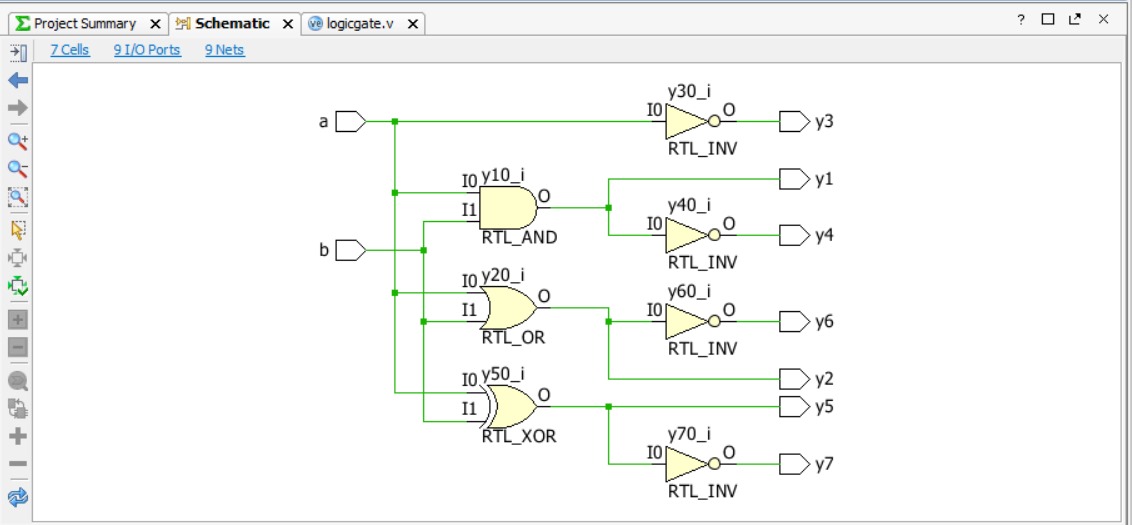 Project Summary × Schematic × logicgate.v × ?
7 Cells 9 I/O Ports 9 Nets
y30_i
a I0 O y3
RTL_INV
y10_i
I0 O y1
I1
RTL_AND
y40_i
I0 O y4
RTL_INV
b
y20_i
I0 O
I1
RTL_OR
y60_i
I0 O y6
RTL_INV
y2
y50_i
I0 O y5
I1
RTL_XOR
y70_i
I0 O y7
RTL_INV